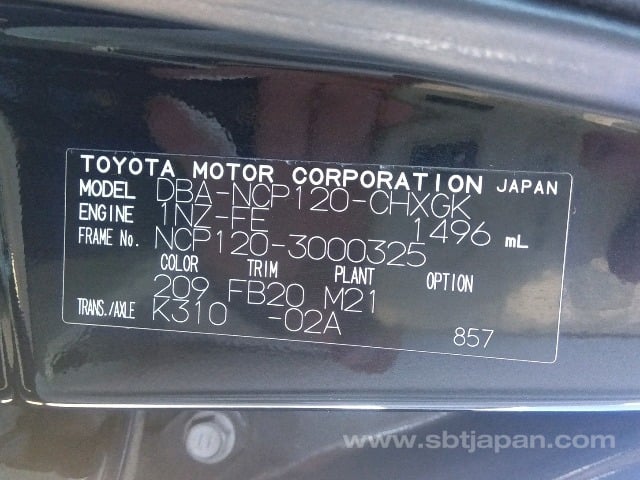 TOYOTA MOTOR CORPORATION JAPAN
MODEL DBA-NCP120-CHXGK
ENGINE 1NZ-FE 1496 mL
FRAME No. NCP120-3000325
COLOR TRIM PLANT OPTION
209 FB20 M21
TRANS./AXLE K310 -02A
857
www.sbtjapan.com